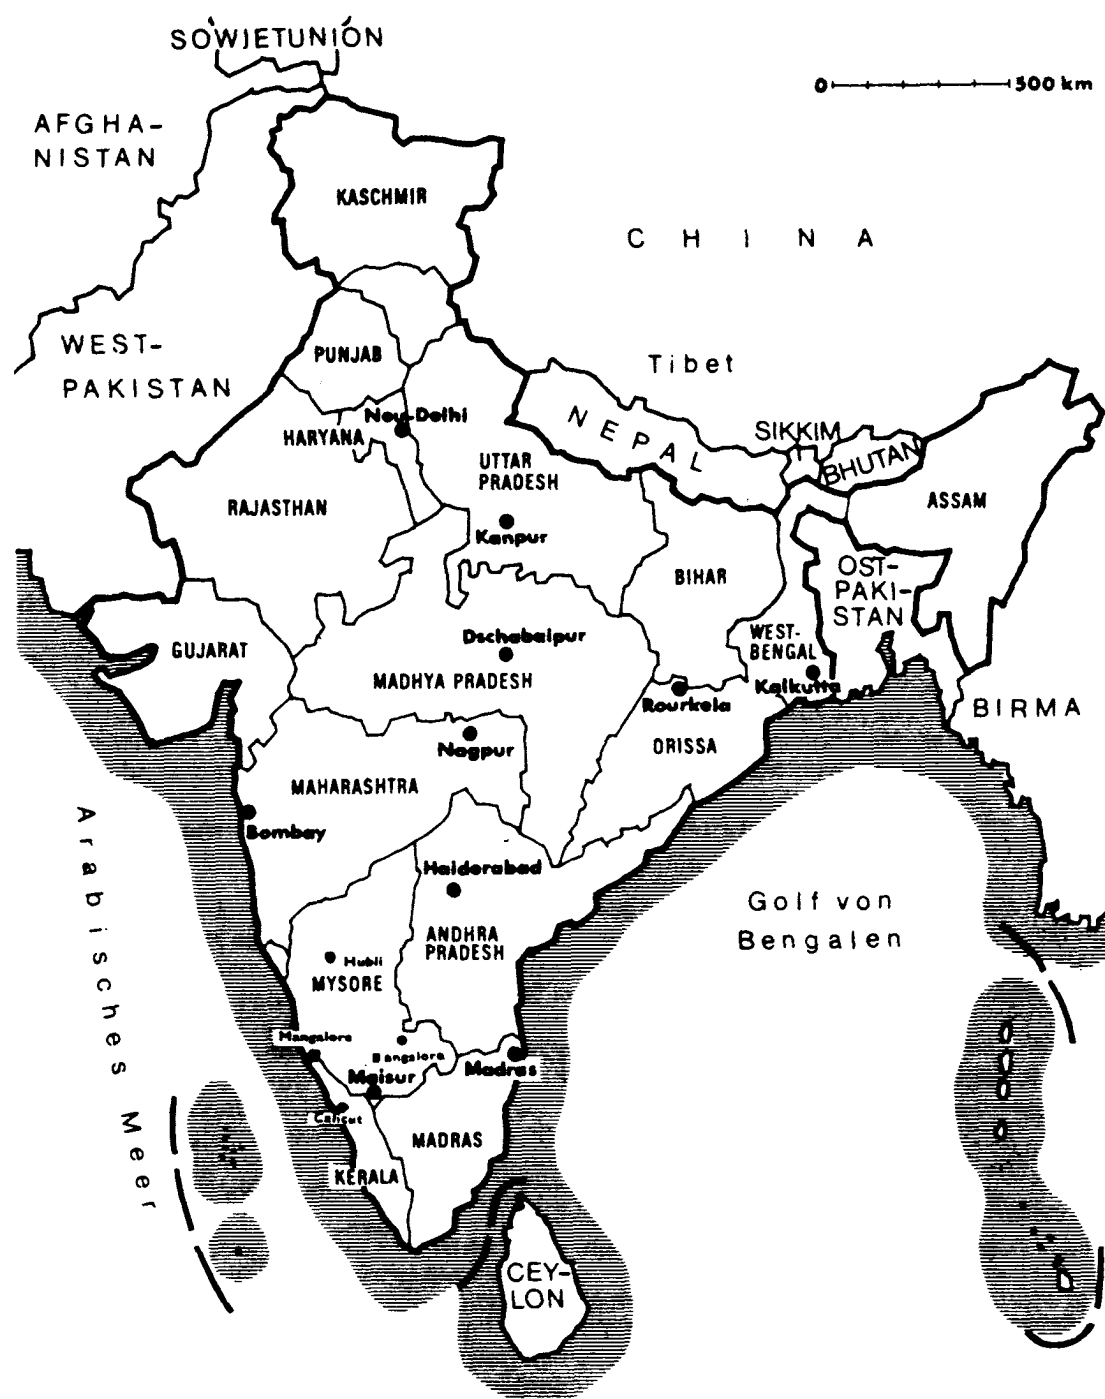 SOWJETUNION
0 500 km
AFGHA-
NISTAN
KASCHMIR
CHINA
WEST-
PAKISTAN
PUNJAB
Tibet
Neu-Delhi
HARYANA
NEPAL
SIKKIM
BHUTAN
UTTAR
PRADESH
RAJASTHAN
ASSAM
Kanpur
BIHAR
OST-
PAKI-
STAN
GUJARAT
Dschabalpur
WEST-
BENGAL
MADHYA PRADESH
Kalkutta
Rourkela
BIRMA
Nagpur
ORISSA
MAHARASHTRA
Bombay
Arabisches Meer
Haiderabad
Golf von
Bengalen
ANDHRA
PRADESH
Hubli
MYSORE
Mangalore
Bangalore
Madras
Maisur
Calicut
MADRAS
KERALA
CEY-
LON